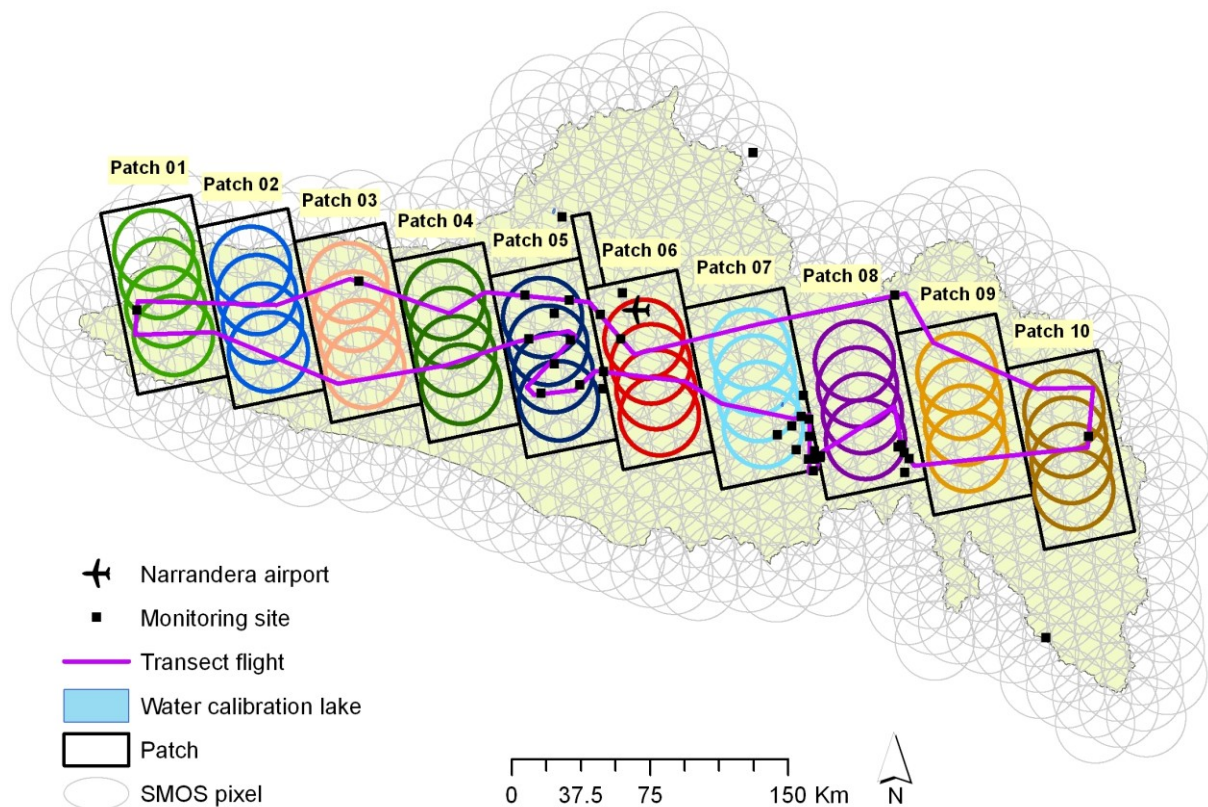 Patch 01
Patch 02
Patch 03
Patch 04
Patch 05
Patch 06
Patch 07
Patch 08
Patch 09
Patch 10
Narrandera airport
Monitoring site
Transect flight
Water calibration lake
Patch
SMOS pixel
0 37.5 75 150 Km
N